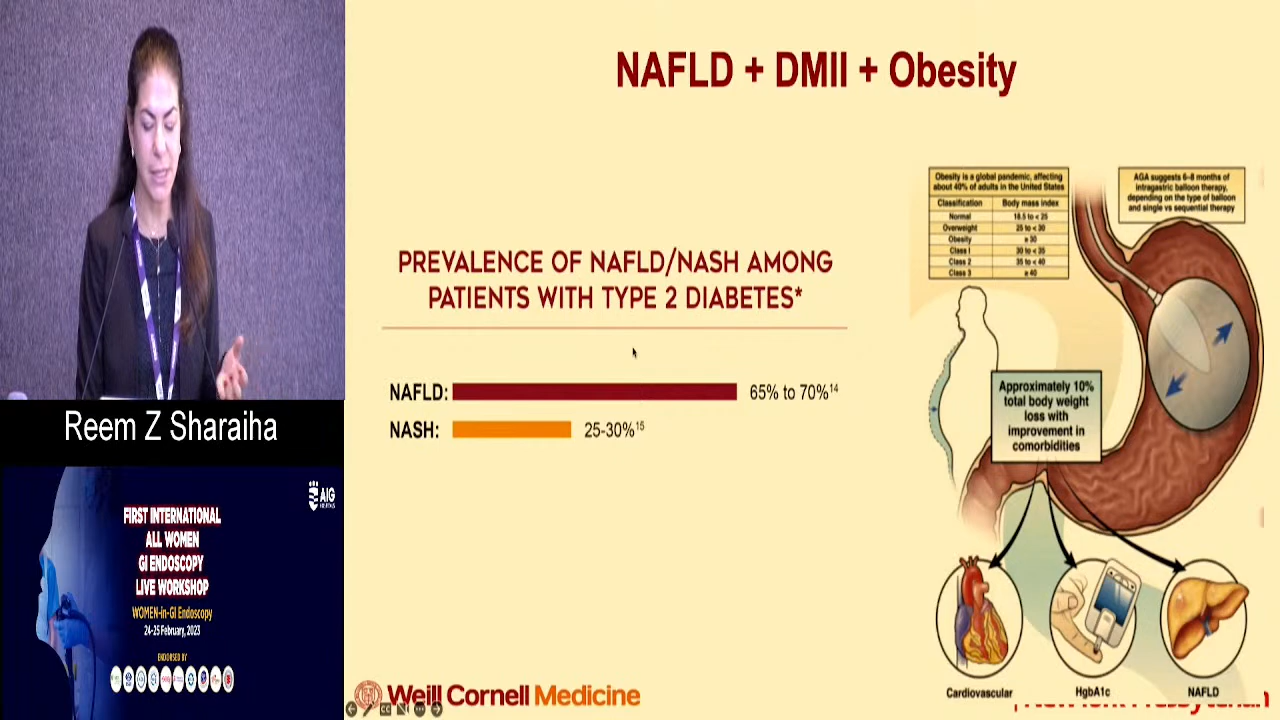 NAFLD + DMII + Obesity
PREVALENCE OF NAFLD/NASH AMONG
PATIENTS WITH TYPE 2 DIABETES*
NAFLD: 65% to 70%14
NASH: 25-30%15
Obesity is a global pandemic, affecting
about 40% of adults in the United States
Classification Body mass index
Normal 18.5 to < 25
Overweight 25 to < 30
Obesity ≥ 30
Class 1 30 to < 35
Class 2 35 to < 40
Class 3 ≥ 40
AGA suggests 6–8 months of
intragastric balloon therapy,
depending on the type of balloon
and single vs sequential therapy
Approximately 10%
total body weight
loss with
improvement in
comorbidities
Cardiovascular
HgbA1c
NAFLD
Weill Cornell Medicine
Reem Z Sharaiha
AIG
HOSPITALS
FIRST INTERNATIONAL
ALL WOMEN
GI ENDOSCOPY
LIVE WORKSHOP
WOMEN-in-GI Endoscopy
24-25 February, 2023
ENDORSED BY